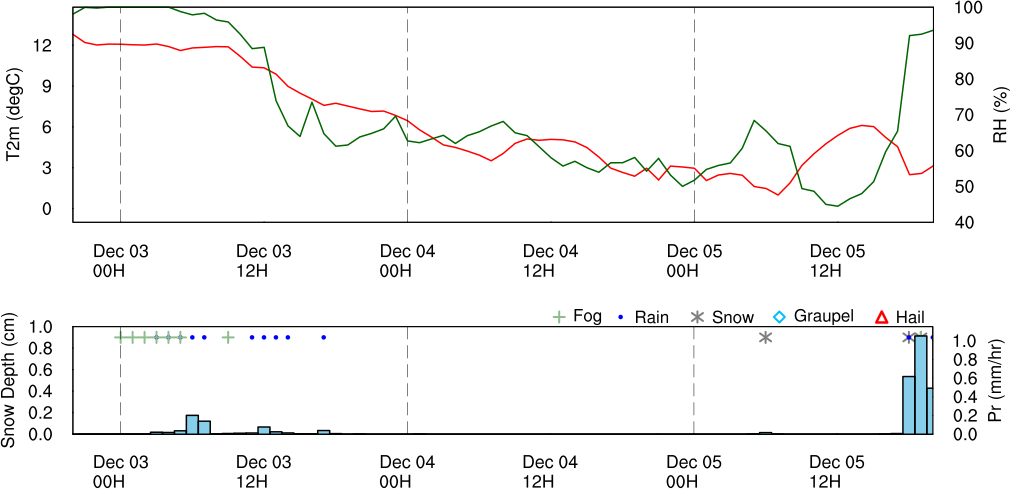 T2m (degC)
12
9
6
3
0
100
90
80
70
60
50
40
RH (%)
Dec 03 Dec 03 Dec 04 Dec 04 Dec 05 Dec 05
00H 12H 00H 12H 00H 12H
Fog Rain Snow Graupel Hail
Snow Depth (cm)
1.0
0.8
0.6
0.4
0.2
0.0
1.0
0.8
0.6
0.4
0.2
0.0
Pr (mm/hr)
Dec 03 Dec 03 Dec 04 Dec 04 Dec 05 Dec 05
00H 12H 00H 12H 00H 12H